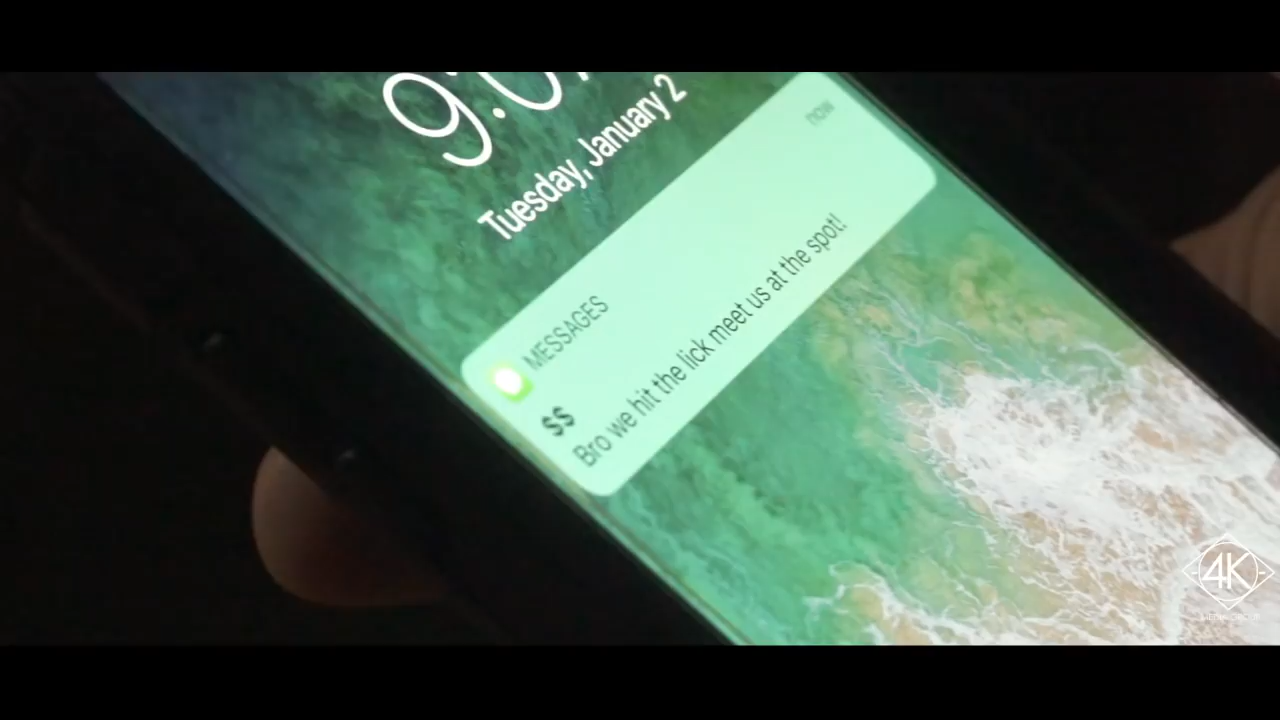 Tuesday, January 2
now
MESSAGES
$$
Bro we hit the lick meet us at the spot!
4K